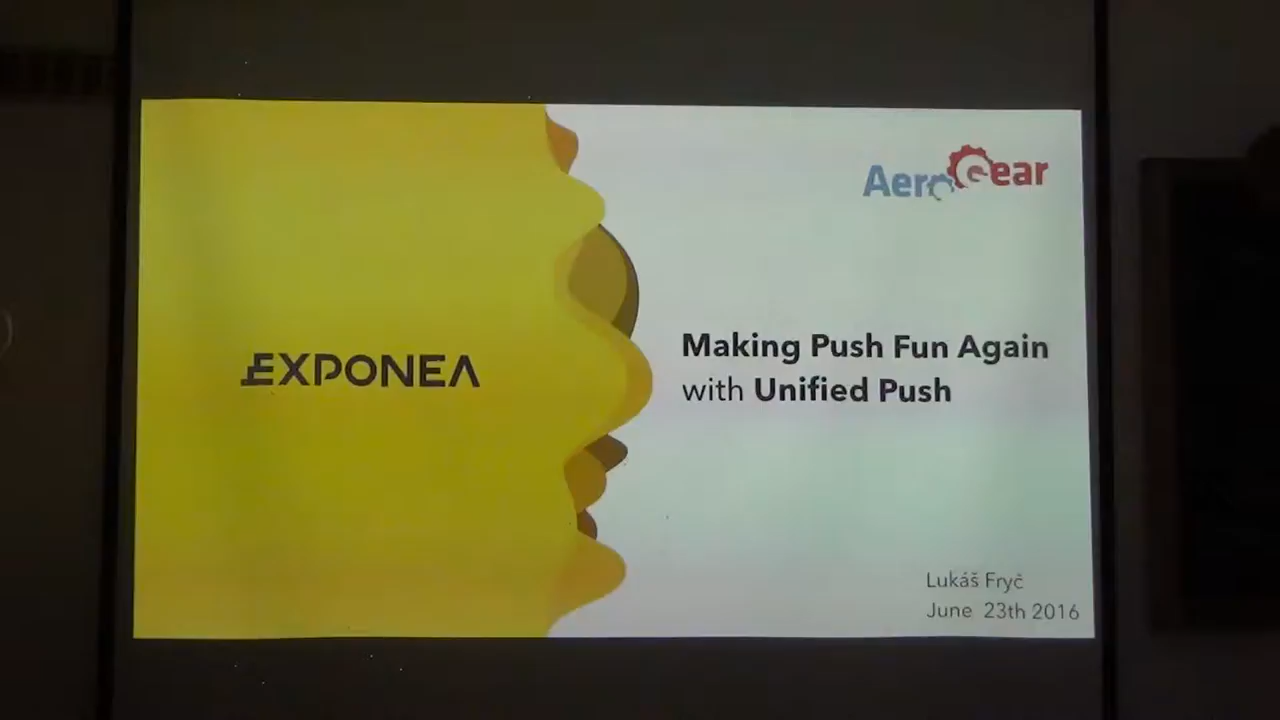 AeroGear
EXPONEA
Making Push Fun Again
with Unified Push
Lukáš Fryč
June 23th 2016